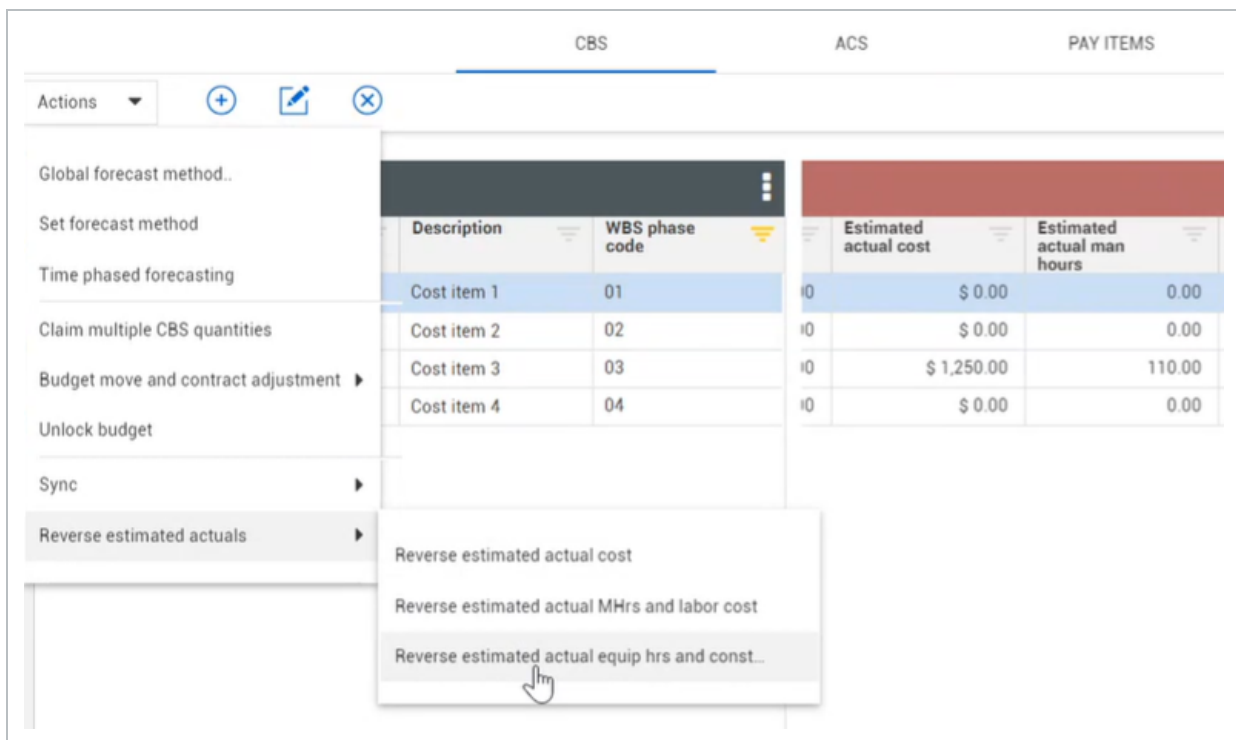 CBS ACS PAY ITEMS
Actions
Global forecast method..
Set forecast method
Time phased forecasting
Claim multiple CBS quantities
Budget move and contract adjustment
Unlock budget
Sync
Reverse estimated actuals
Reverse estimated actual cost
Reverse estimated actual MHrs and labor cost
Reverse estimated actual equip hrs and const...
Description WBS phase code Estimated actual cost Estimated actual man hours
Cost item 1 01 $ 0.00 0.00
Cost item 2 02 $ 0.00 0.00
Cost item 3 03 $ 1,250.00 110.00
Cost item 4 04 $ 0.00 0.00